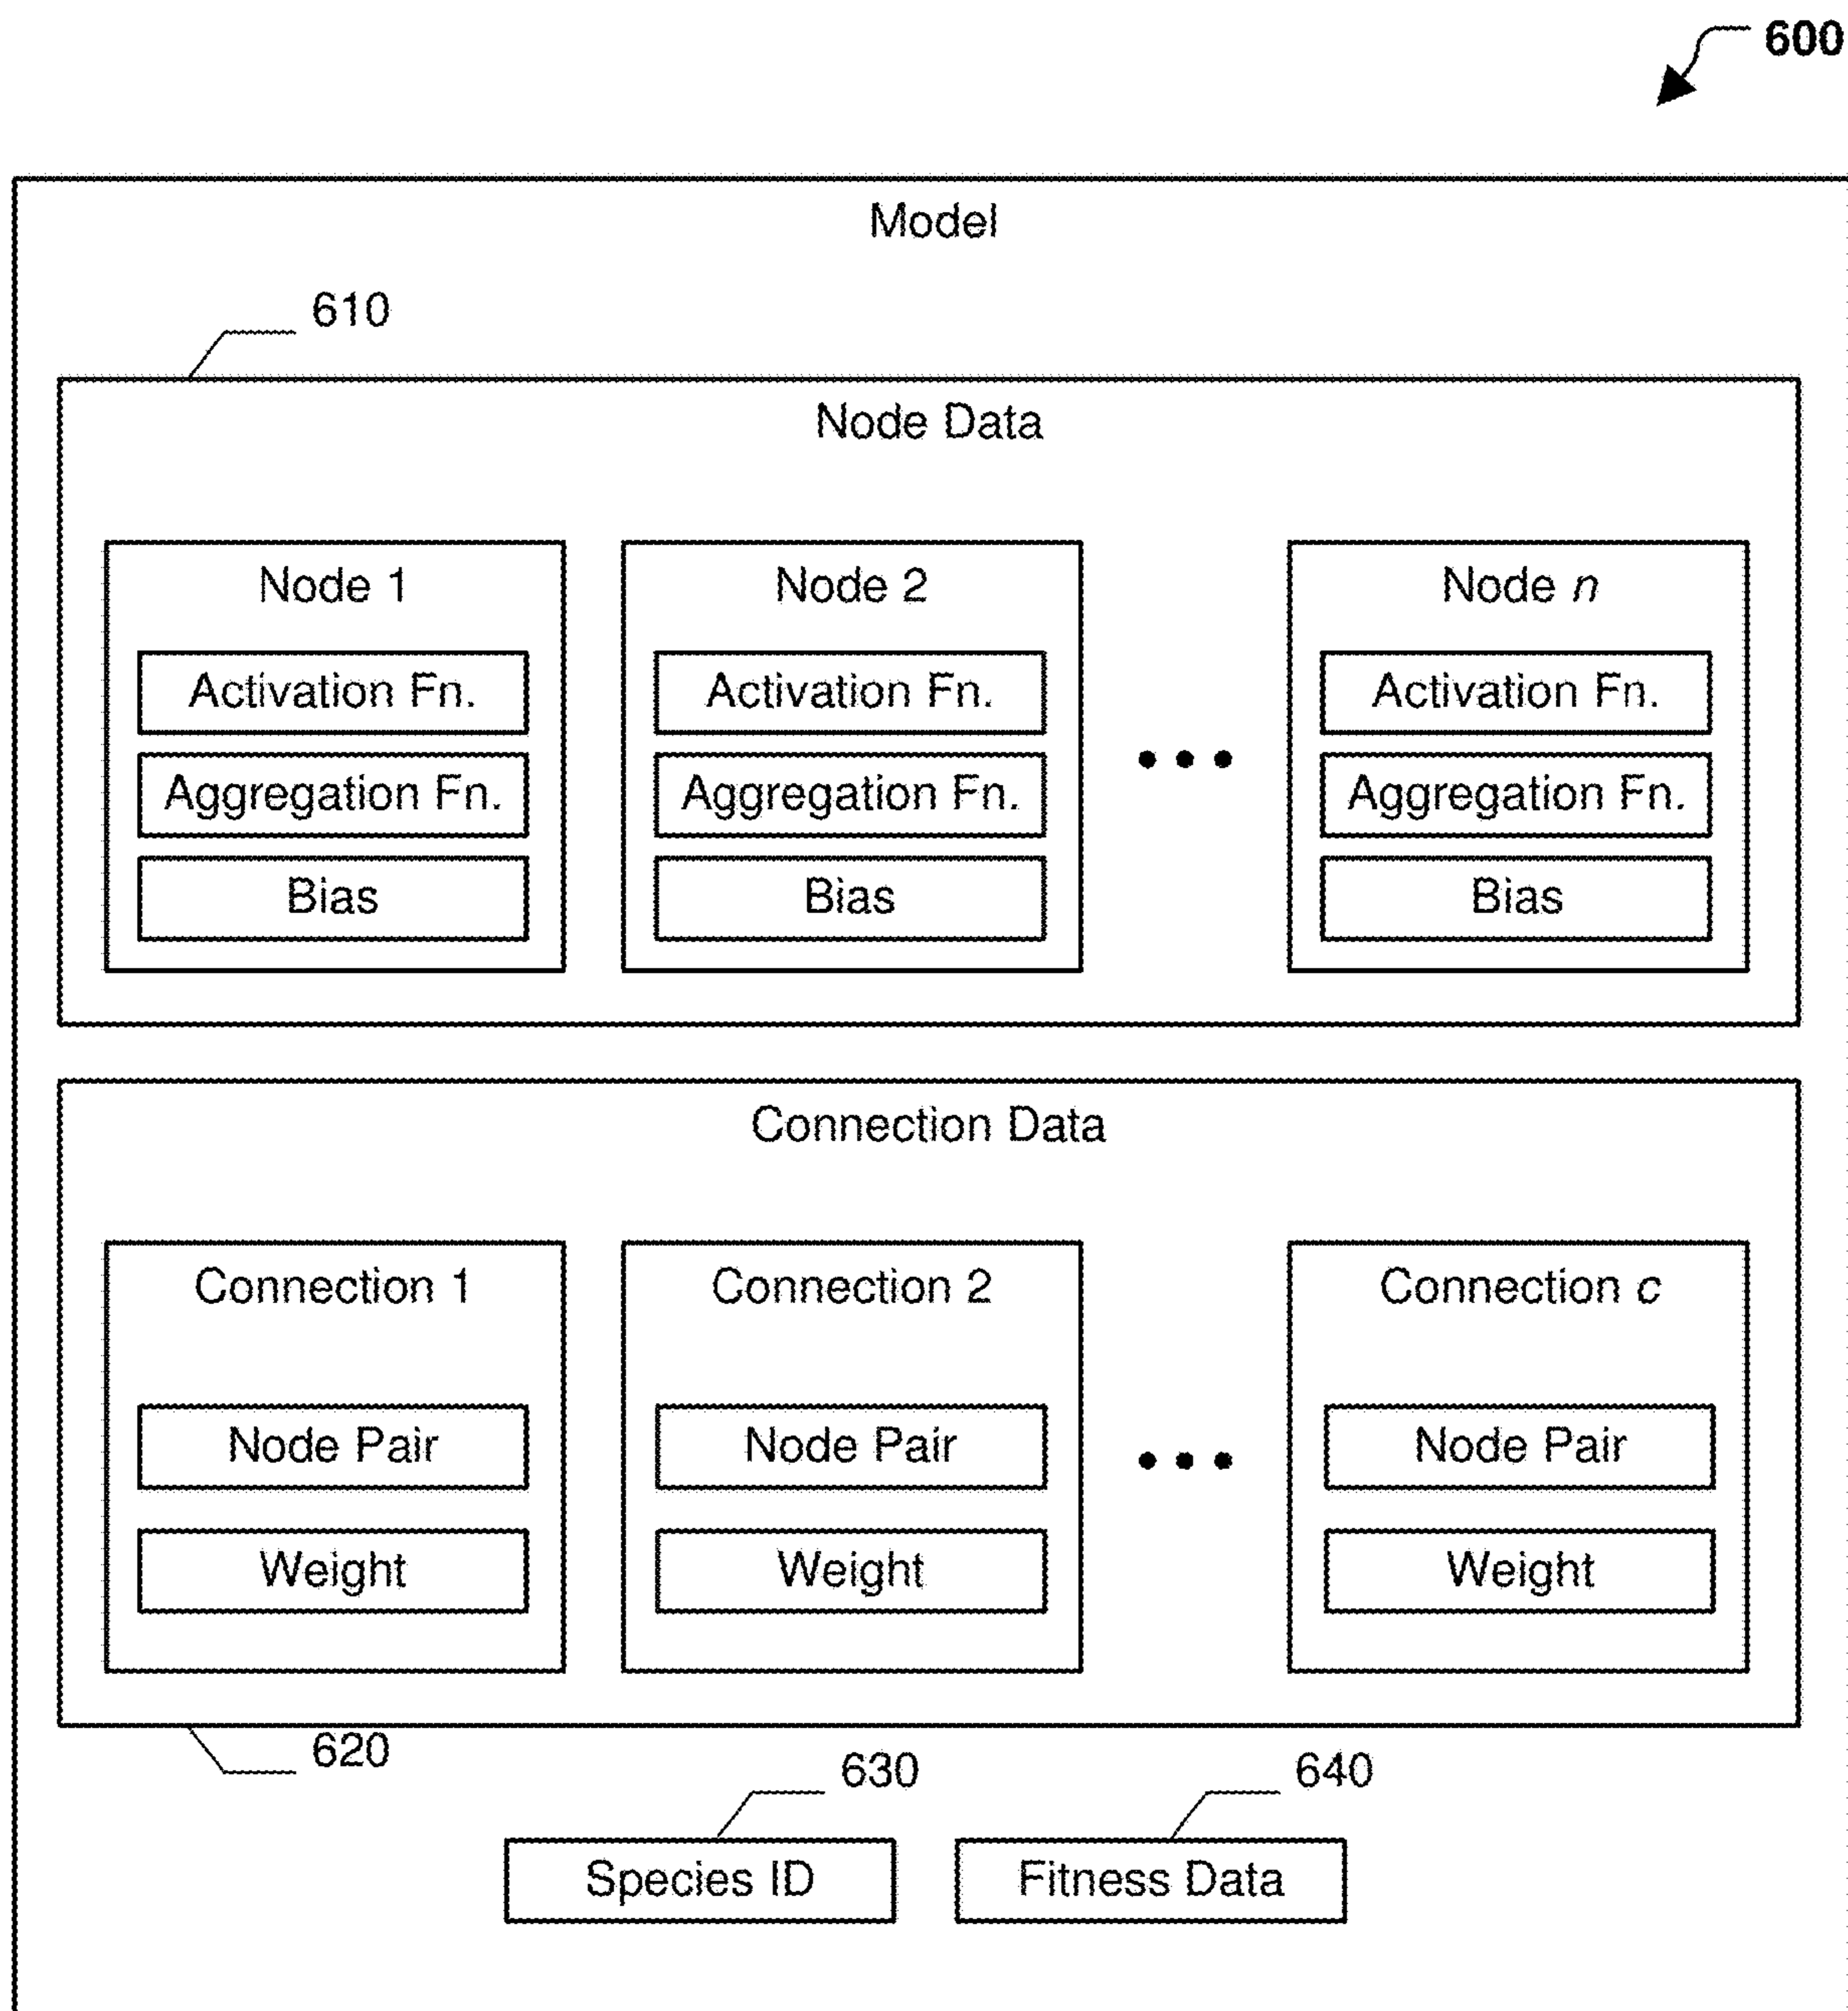 600
Model
610
Node Data
Node 1
Activation Fn.
Aggregation Fn.
Bias
Node 2
Activation Fn.
Aggregation Fn.
Bias
Node n
Activation Fn.
Aggregation Fn.
Bias
Connection Data
Connection 1
Node Pair
Weight
Connection 2
Node Pair
Weight
Connection c
Node Pair
Weight
620
630
640
Species ID
Fitness Data